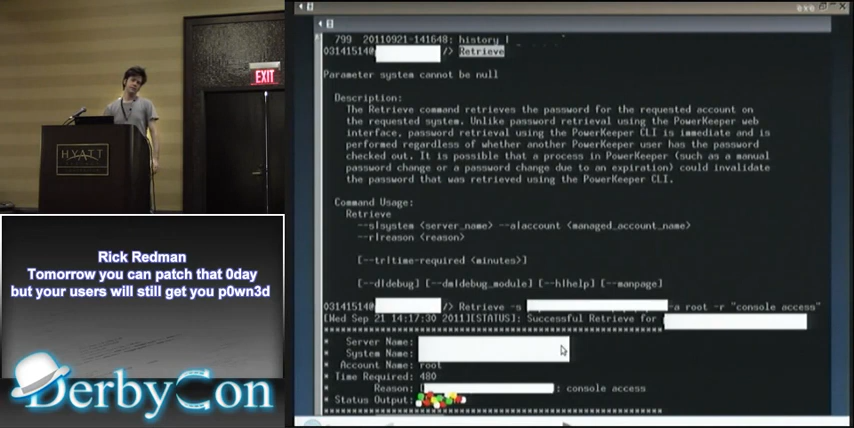 EXIT
HYATT
Rick Redman
Tomorrow you can patch that 0day
but your users will still get you p0wn3d
DerbyCon
799 20110921-141648: history |
03141514@ /> Retrieve
Parameter system cannot be null
Description:
The Retrieve command retrieves the password for the requested account on
the requested system. Unlike password retrieval using the PowerKeeper web
interface, password retrieval using the PowerKeeper CLI is immediate and is
performed regardless of whether another PowerKeeper user has the password
checked out. It is possible that a process in PowerKeeper (such as a manual
password change or a password change due to an expiration) could invalidate
the password that was retrieved using the PowerKeeper CLI.
Command Usage:
Retrieve
--s|system <server_name> --a|account <managed_account_name>
--r|reason <reason>
[--tr|time-required <minutes>]
[--d|debug] [--dm|debug_module] [--h|help] [--manpage]
03141514@ /> Retrieve -s -a root -r "console access"
[Wed Sep 21 14:17:30 2011][STATUS]: Successful Retrieve for
* Server Name:
* System Name:
* Account Name: root
* Time Required: 480
* Reason: [ : console access
* Status Output: